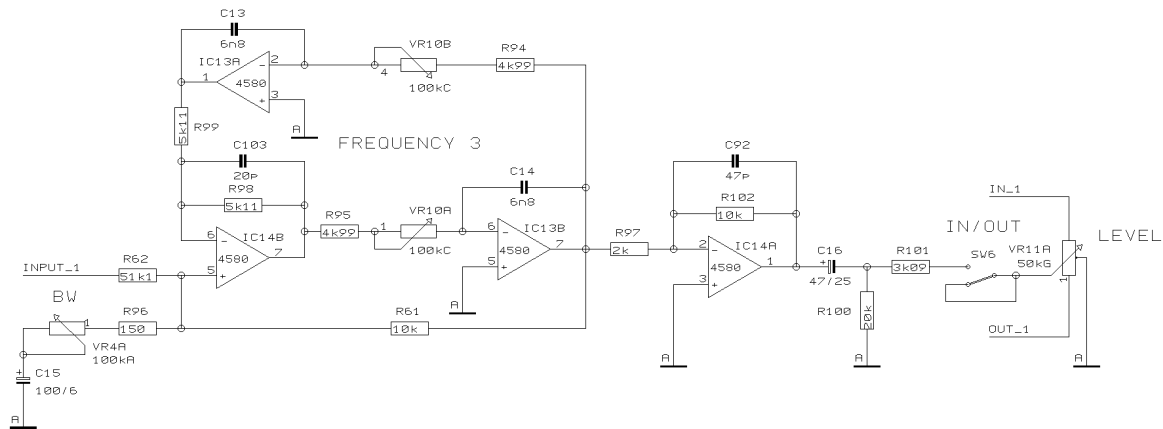 C13
6n8
IC13A
1
2
4580
3
A
VR10B
4
100kC
R94
4k99
5k11
R99
FREQUENCY 3
C103
20p
R98
5k11
6
IC14B
4580
7
5
R95
4k99
1
VR10A
100kC
C14
6n8
6
IC13B
4580
7
5
A
INPUT_1
R62
51k1
BW
1
R96
150
VR4A
100kA
+
C15
100/6
A
R61
10k
R97
2k
C92
47p
R102
10k
2
IC14A
4580
1
3
A
C16
+
47/25
R100
20k
A
R101
3k09
IN/OUT
SW6
IN_1
VR11A
50kG
1
LEVEL
OUT_1
A